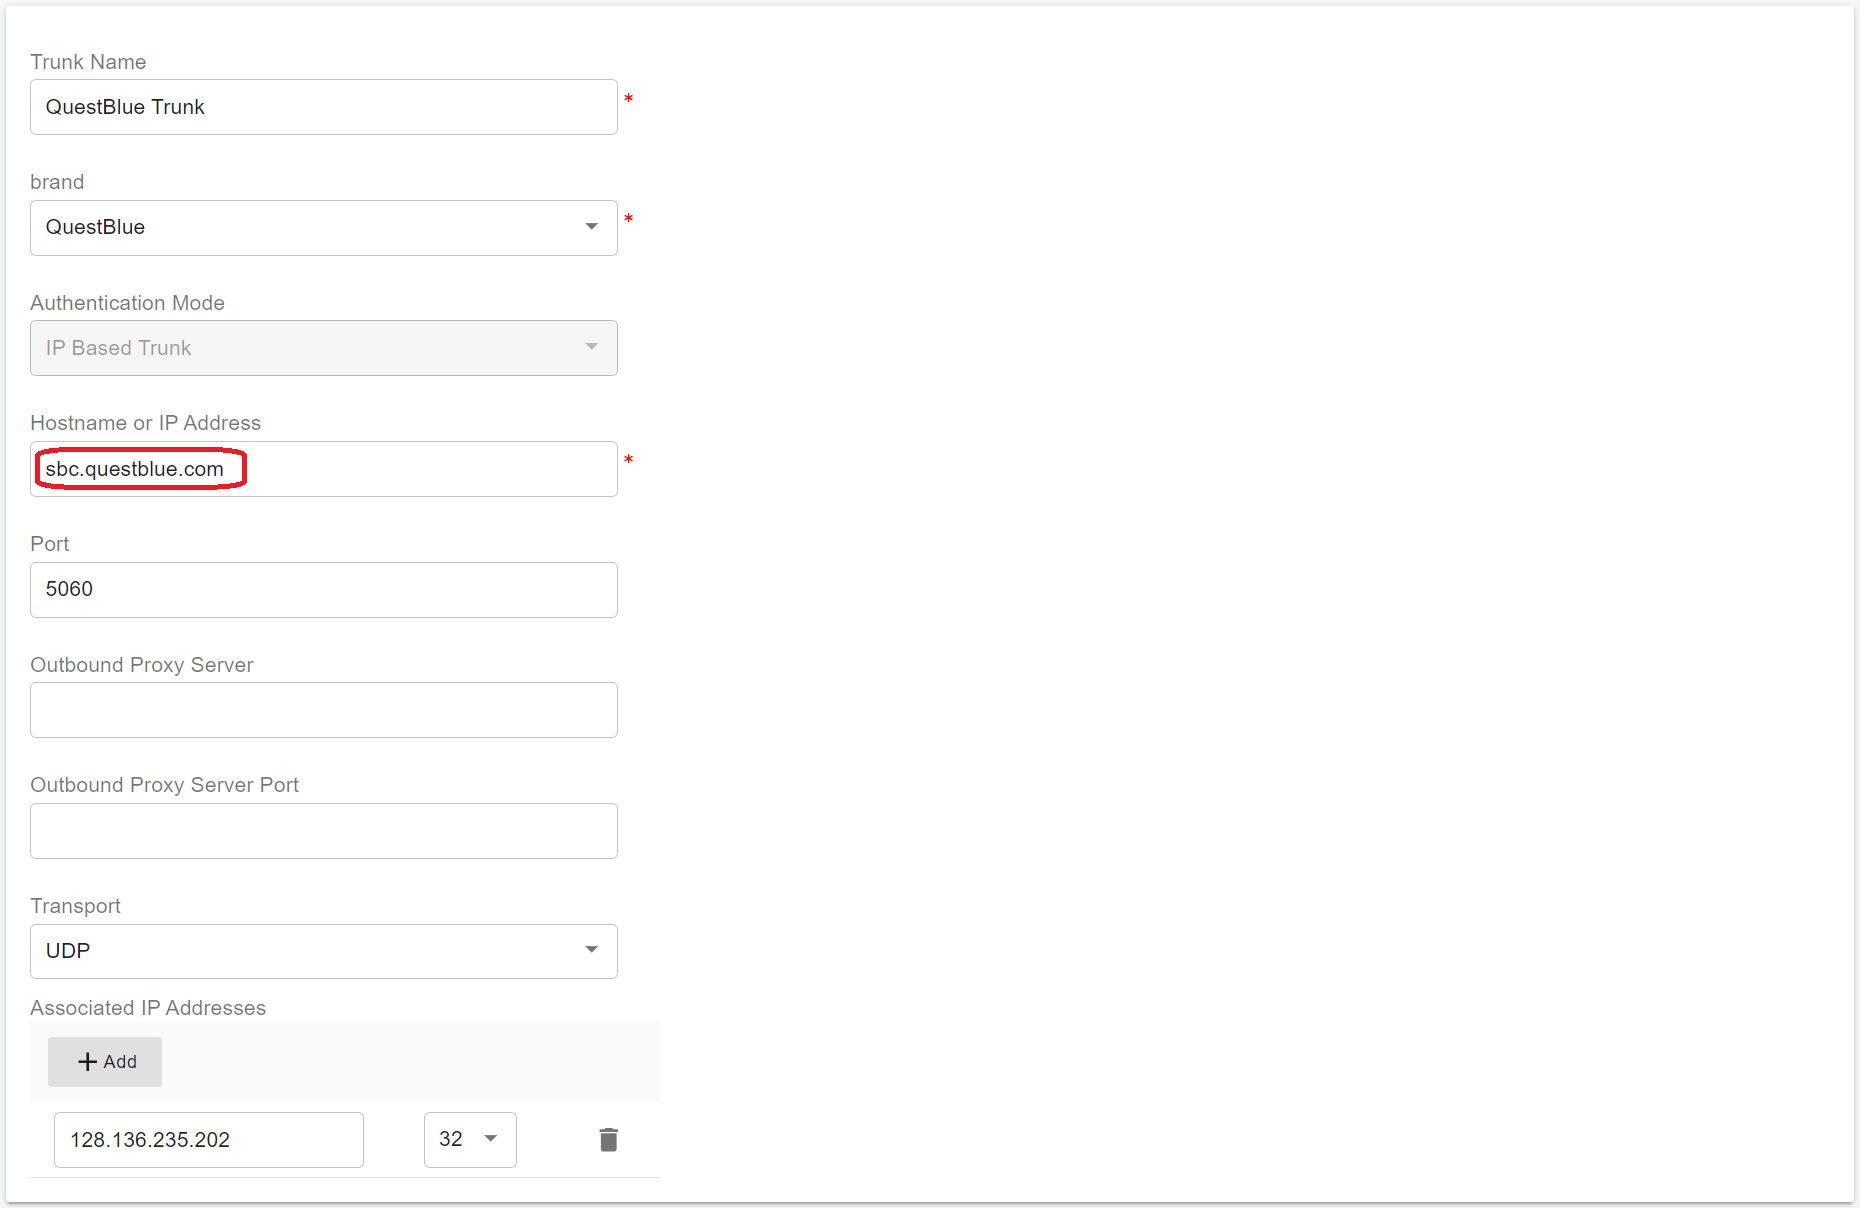 Trunk Name
QuestBlue Trunk *
brand
QuestBlue *
Authentication Mode
IP Based Trunk
Hostname or IP Address
sbc.questblue.com *
Port
5060
Outbound Proxy Server
Outbound Proxy Server Port
Transport
UDP
Associated IP Addresses
+ Add
128.136.235.202 32